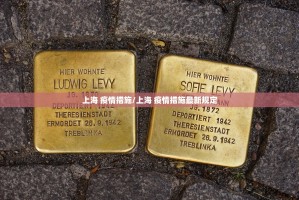 HIER WOHNTE
LUDWIG LEVY
DEPORTIERT 1942
THERESIENSTADT
ERMORDET 26.9.1942
TREBLINKA
HIER WOHNTE
SOFIE LEVY
1872
DEPORTIERT 1942
THERESIENSTADT
ERMORDET 26.9.1942
TREBLINKA
上海 疫情措施/上海 疫情措施最新规定